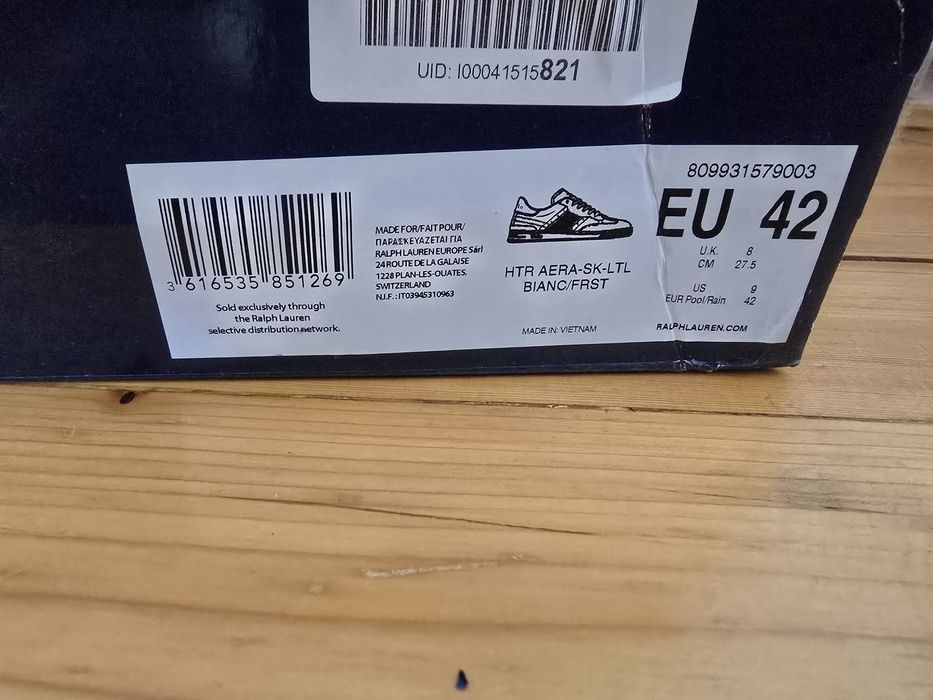 UID: I00041515821
3 616535 851269
Sold exclusively through
the Ralph Lauren
selective distribution network.
MADE FOR/FAIT POUR/
ΠΑΡΑΣΚΕΥΑΖΕΤΑΙ ΓΙΑ
RALPH LAUREN EUROPE Sárl
24 ROUTE DE LA GALAISE
1228 PLAN-LES-OUATES,
SWITZERLAND
N.I.F. : IT03945310963
HTR AERA-SK-LTL
BIANC/FRST
MADE IN: VIETNAM
809931579003
EU 42
U.K. 8
CM 27.5
US 9
EUR Pool/Rain 42
RALPHLAUREN.COM